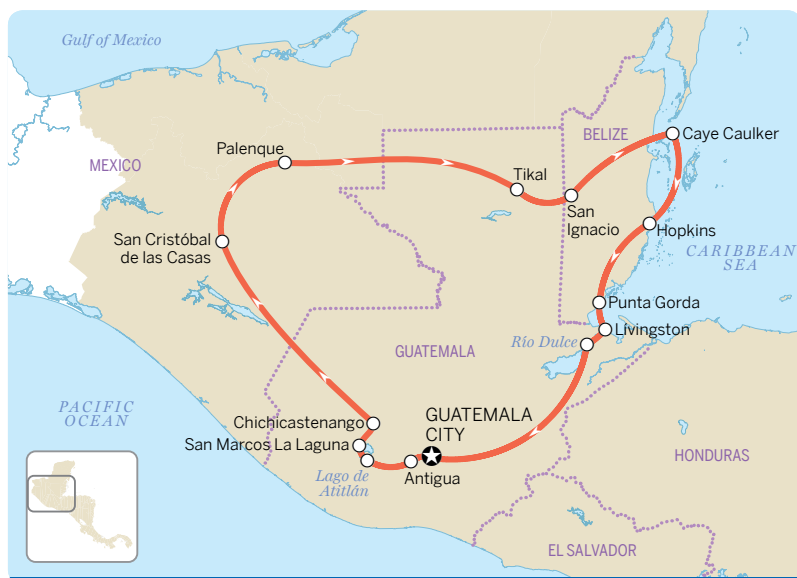 Gulf of Mexico
BELIZE
Caye Caulker
Palenque
MEXICO
Tikal
San
Ignacio
Hopkins
San Cristóbal
de las Casas
CARIBBEAN
SEA
Punta Gorda
Livingston
Río Dulce
GUATEMALA
PACIFIC
OCEAN
Chichicastenango
GUATEMALA
CITY
San Marcos La Laguna
HONDURAS
Lago de
Atitlán
Antigua
EL SALVADOR